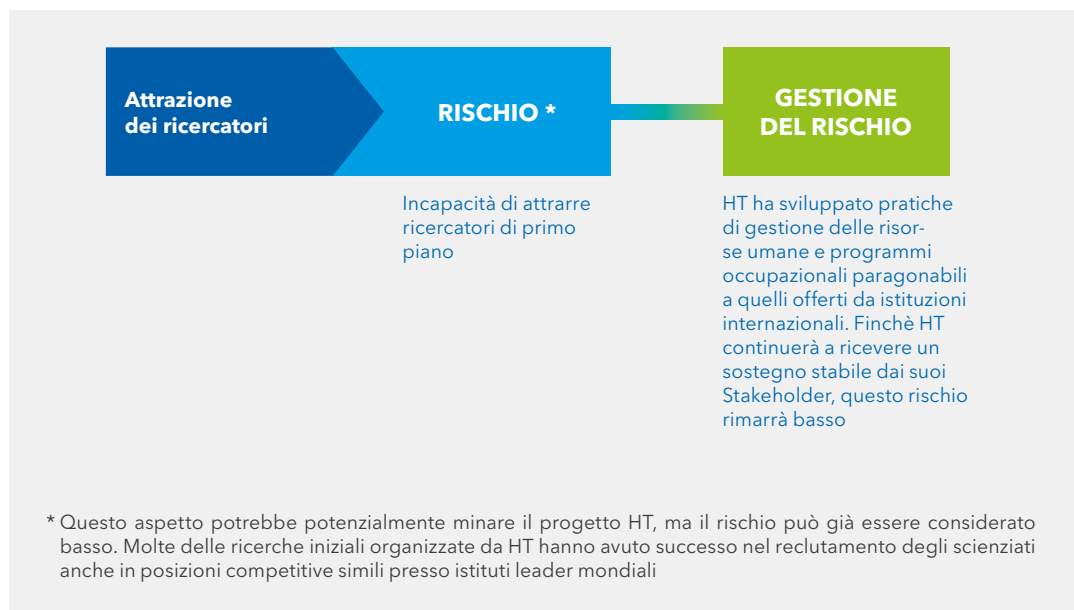 Attrazione
dei ricercatori
RISCHIO *
GESTIONE
DEL RISCHIO
Incapacità di attrarre
ricercatori di primo
piano
HT ha sviluppato pratiche
di gestione delle risor-
se umane e programmi
occupazionali paragonabili
a quelli offerti da istituzioni
internazionali. Finchè HT
continuerà a ricevere un
sostegno stabile dai suoi
Stakeholder, questo rischio
rimarrà basso
* Questo aspetto potrebbe potenzialmente minare il progetto HT, ma il rischio può già essere considerato
basso. Molte delle ricerche iniziali organizzate da HT hanno avuto successo nel reclutamento degli scienziati
anche in posizioni competitive simili presso istituti leader mondiali